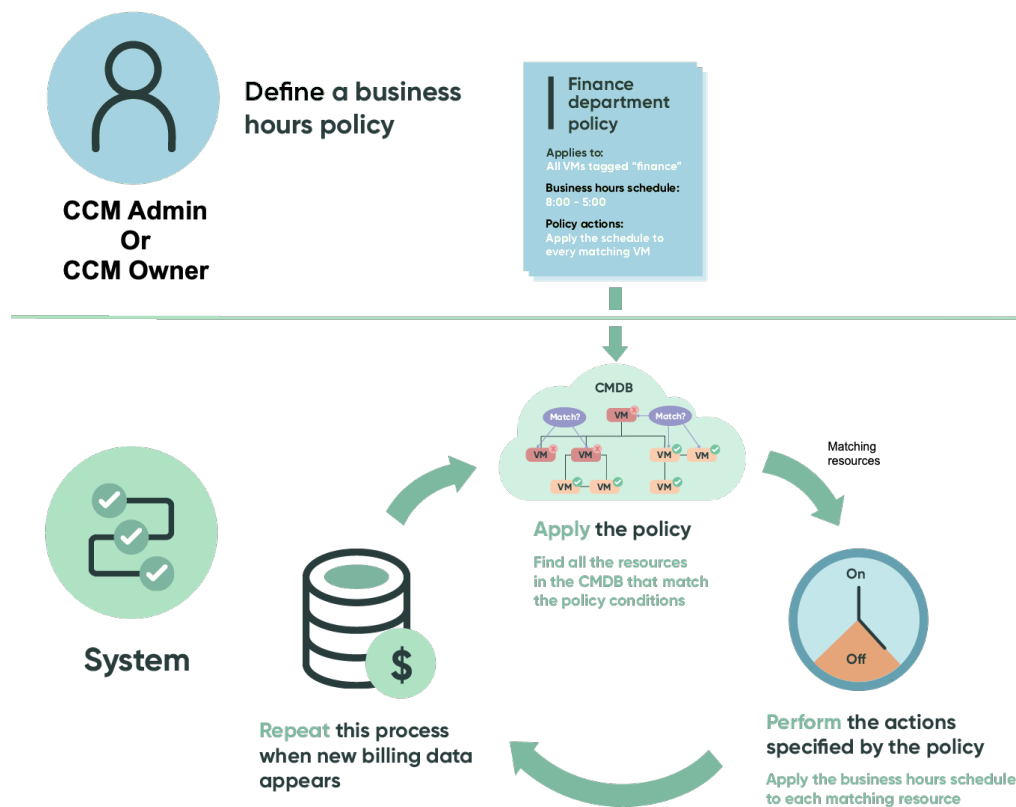 Define a business
hours policy
CCM Admin
Or
CCM Owner
Finance
department
policy
Applies to:
All VMs tagged "finance"
Business hours schedule:
8:00 - 5:00
Policy actions:
Apply the schedule to
every matching VM
CMDB
Match?
VM
Match?
VM
VM
VM
VM
VM
VM
VM
Matching
resources
Apply the policy
Find all the resources
in the CMDB that match
the policy conditions
System
$
On
Off
Repeat this process
when new billing data
appears
Perform the actions
specified by the policy
Apply the business hours schedule
to each matching resource